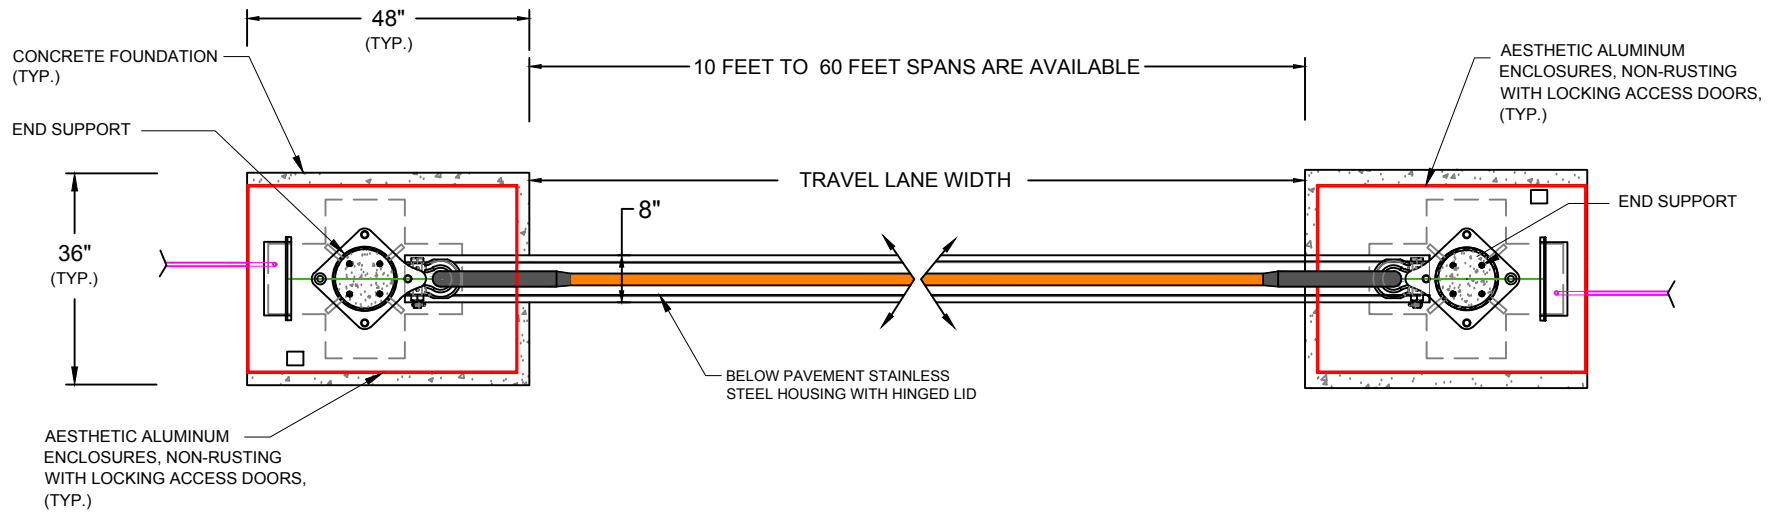 48"
(TYP.)
CONCRETE FOUNDATION
(TYP.)
10 FEET TO 60 FEET SPANS ARE AVAILABLE
AESTHETIC ALUMINUM
ENCLOSURES, NON-RUSTING
WITH LOCKING ACCESS DOORS,
(TYP.)
END SUPPORT
TRAVEL LANE WIDTH
8"
END SUPPORT
36"
(TYP.)
BELOW PAVEMENT STAINLESS
STEEL HOUSING WITH HINGED LID
AESTHETIC ALUMINUM
ENCLOSURES, NON-RUSTING
WITH LOCKING ACCESS DOORS,
(TYP.)